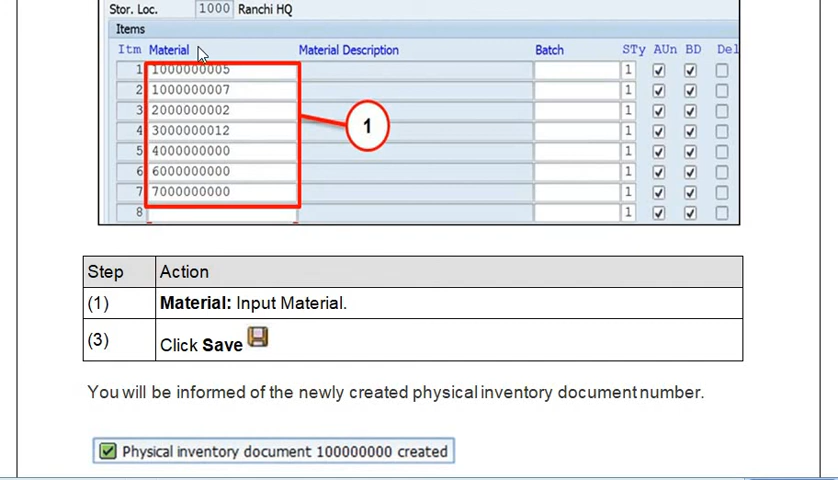 Stor. Loc. 1000 Ranchi HQ
Items
Itm Material Material Description Batch STy AUn BD Del
1 1000000005 1
2 1000000007 1
3 2000000002 1
4 3000000012 1
5 4000000000 1
6 6000000000 1
7 7000000000 1
8 1
1
Step Action
(1) Material: Input Material.
(3) Click Save
You will be informed of the newly created physical inventory document number.
Physical inventory document 100000000 created